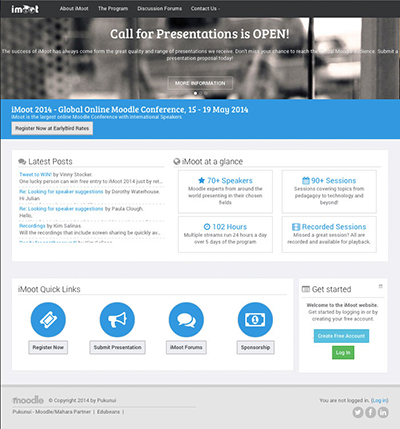 imoot
About iMoot The Program Discussion Forums Contact Us
Call for Presentations is OPEN!
The success of iMoot has always come form the great quality and range of presentations we receive. Don't miss your chance to reach the Moodle audience. Submit a
presentation proposal today!
MORE INFORMATION
iMoot 2014 - Global Online Moodle Conference, 15 - 19 May 2014
iMoot is the largest online Moodle Conference with International Speakers.
Register Now at EarlyBird Rates
Latest Posts
Tweet to WIN! by Vinny Stocker.
One lucky person can win free entry to iMoot 2014 just by ret...
Re: Looking for speaker suggestions by Dorothy Waterhouse.
Hi Julian
Re: Looking for speaker suggestions by Paula Clough.
Hello,
Recordings by Kim Salinas.
Will the recordings that include screen sharing be quickly av...
iMoot at a glance
70+ Speakers
Moodle experts from around the
world presenting in their
chosen fields.
90+ Sessions
Sessions covering topics from
pedagagoy to technology and
beyond!
102 Hours
Multiple streams run 24 hours a day
over 5 days of the program.
Recorded Sessions
Missed a great session? All are
recorded and available for playback.
iMoot Quick Links
Register Now
Submit Presentation
iMoot Forums
Sponsorship
Get started
Welcome to the iMoot website.
Get started by logging in or by
creating your free account.
Create Free Account
Log In
moodle © Copyright 2014 by Pukunui
Pukunui - Moodle/Mahara Partner | Edubeans |
You are not logged in. (Log in)